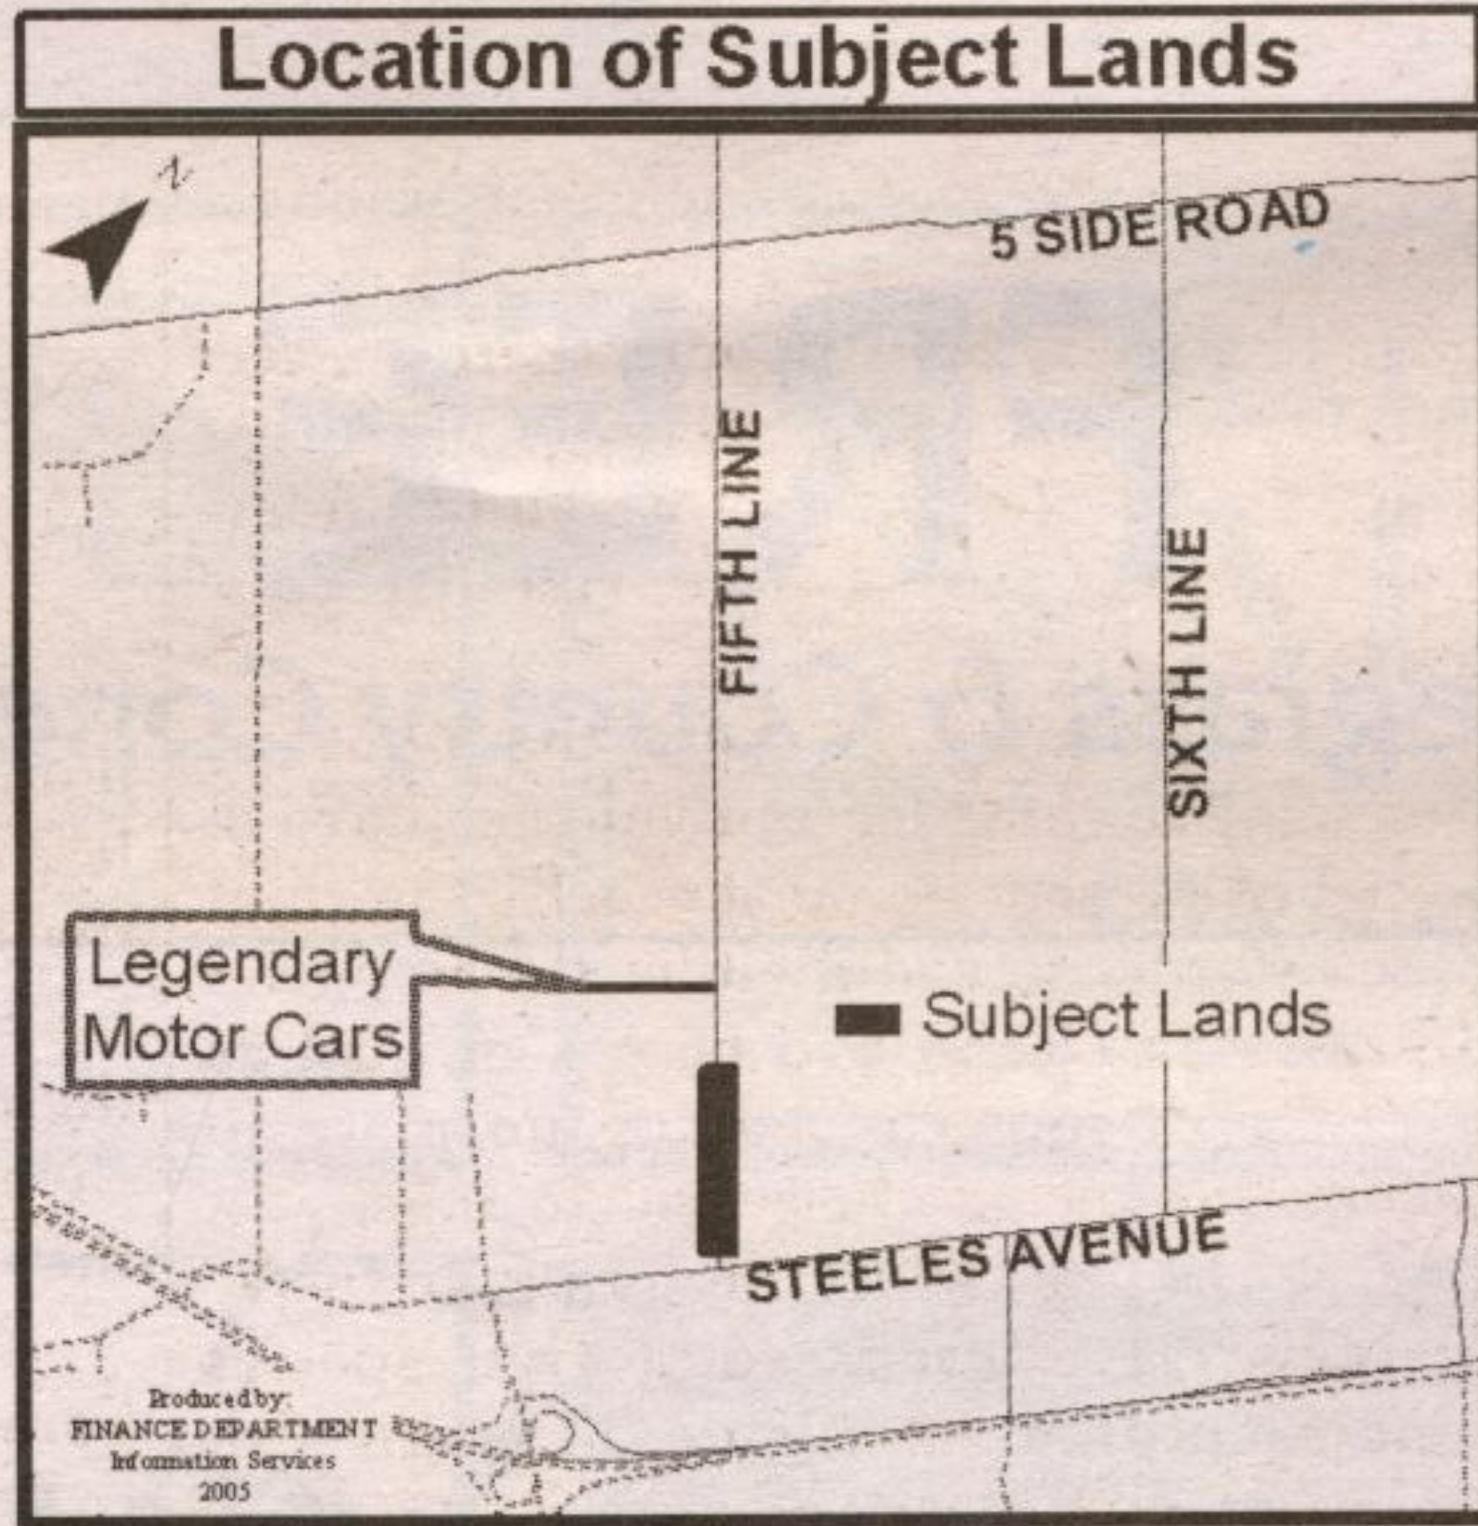 Location of Subject Lands
N
5 SIDE ROAD
FIFTH LINE
SIXTH LINE
Legendary
Motor Cars
Subject Lands
STEELES AVENUE
Produced by:
FINANCE DEPARTMENT
Information Services
2005